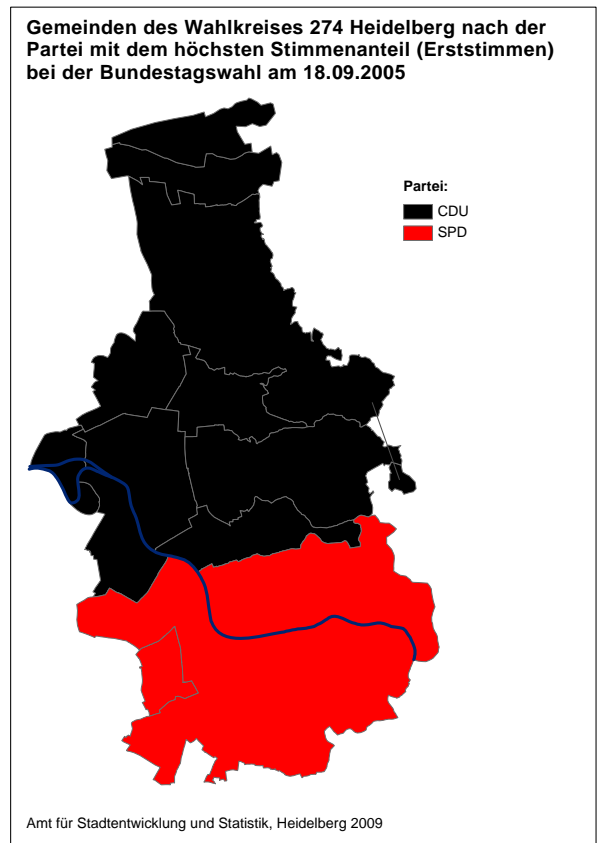 Gemeinden des Wahlkreises 274 Heidelberg nach der
Partei mit dem höchsten Stimmenanteil (Erststimmen)
bei der Bundestagswahl am 18.09.2005
Partei:
CDU
SPD
Amt für Stadtentwicklung und Statistik, Heidelberg 2009